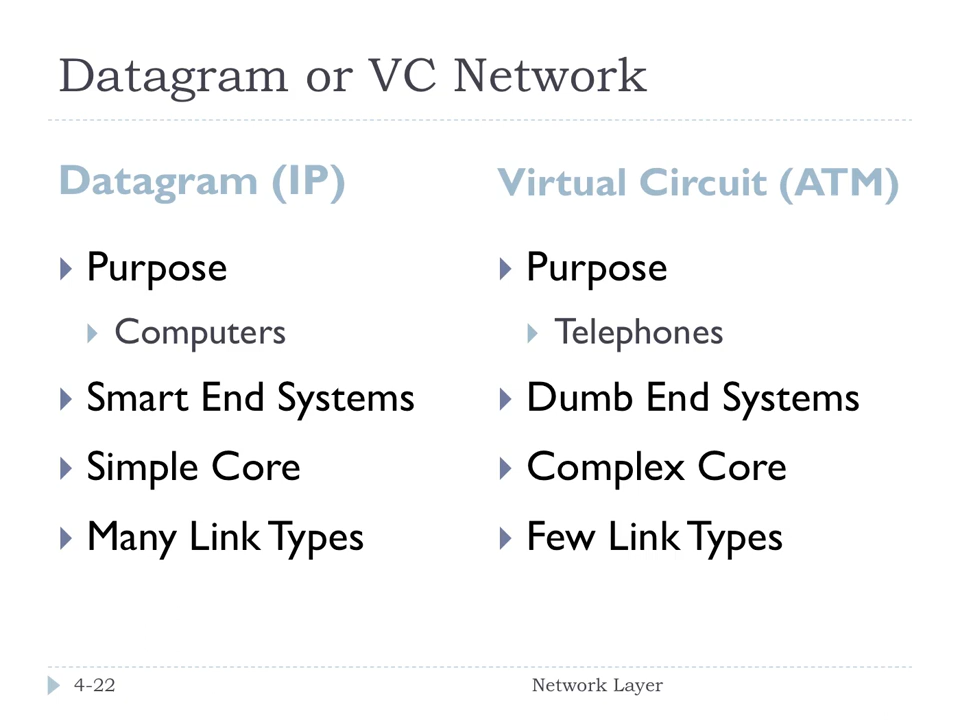 Datagram or VC Network
Datagram (IP)
Purpose
Computers
Smart End Systems
Simple Core
Many Link Types
Virtual Circuit (ATM)
Purpose
Telephones
Dumb End Systems
Complex Core
Few Link Types
4-22
Network Layer